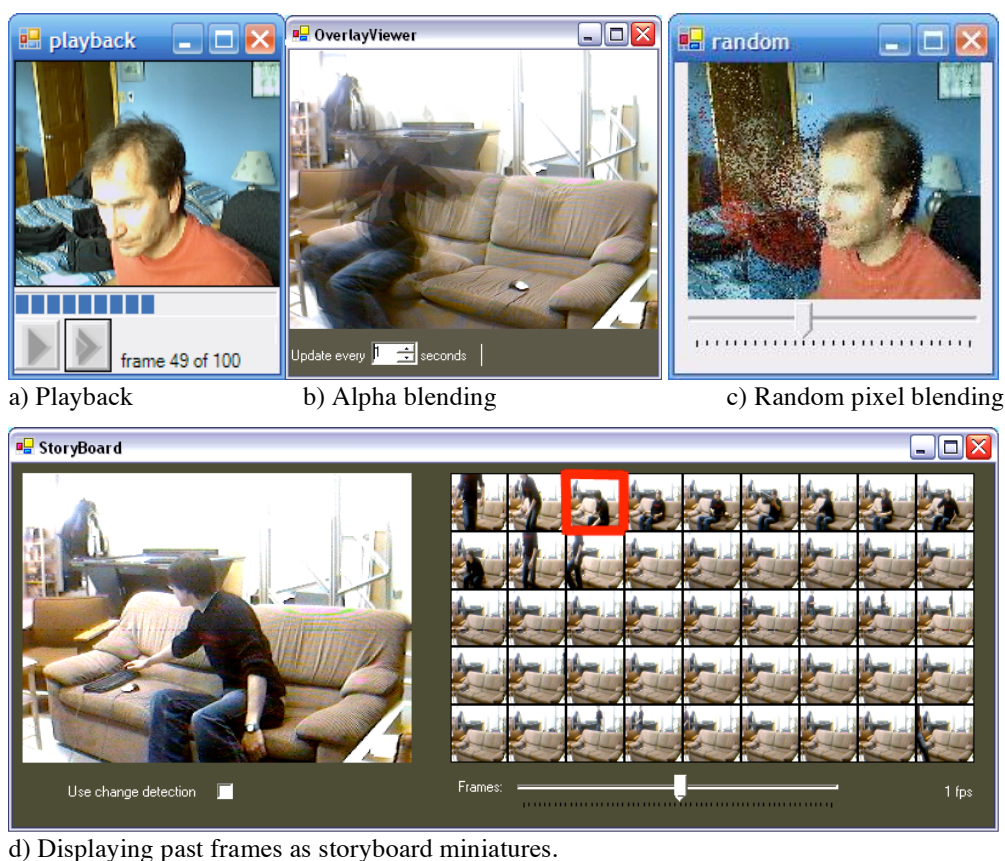 playback
OverlayViewer
random
frame 49 of 100
Update every 1 seconds
a) Playback
b) Alpha blending
c) Random pixel blending
StoryBoard
Use change detection
Frames:
1 fps
d) Displaying past frames as storyboard miniatures.